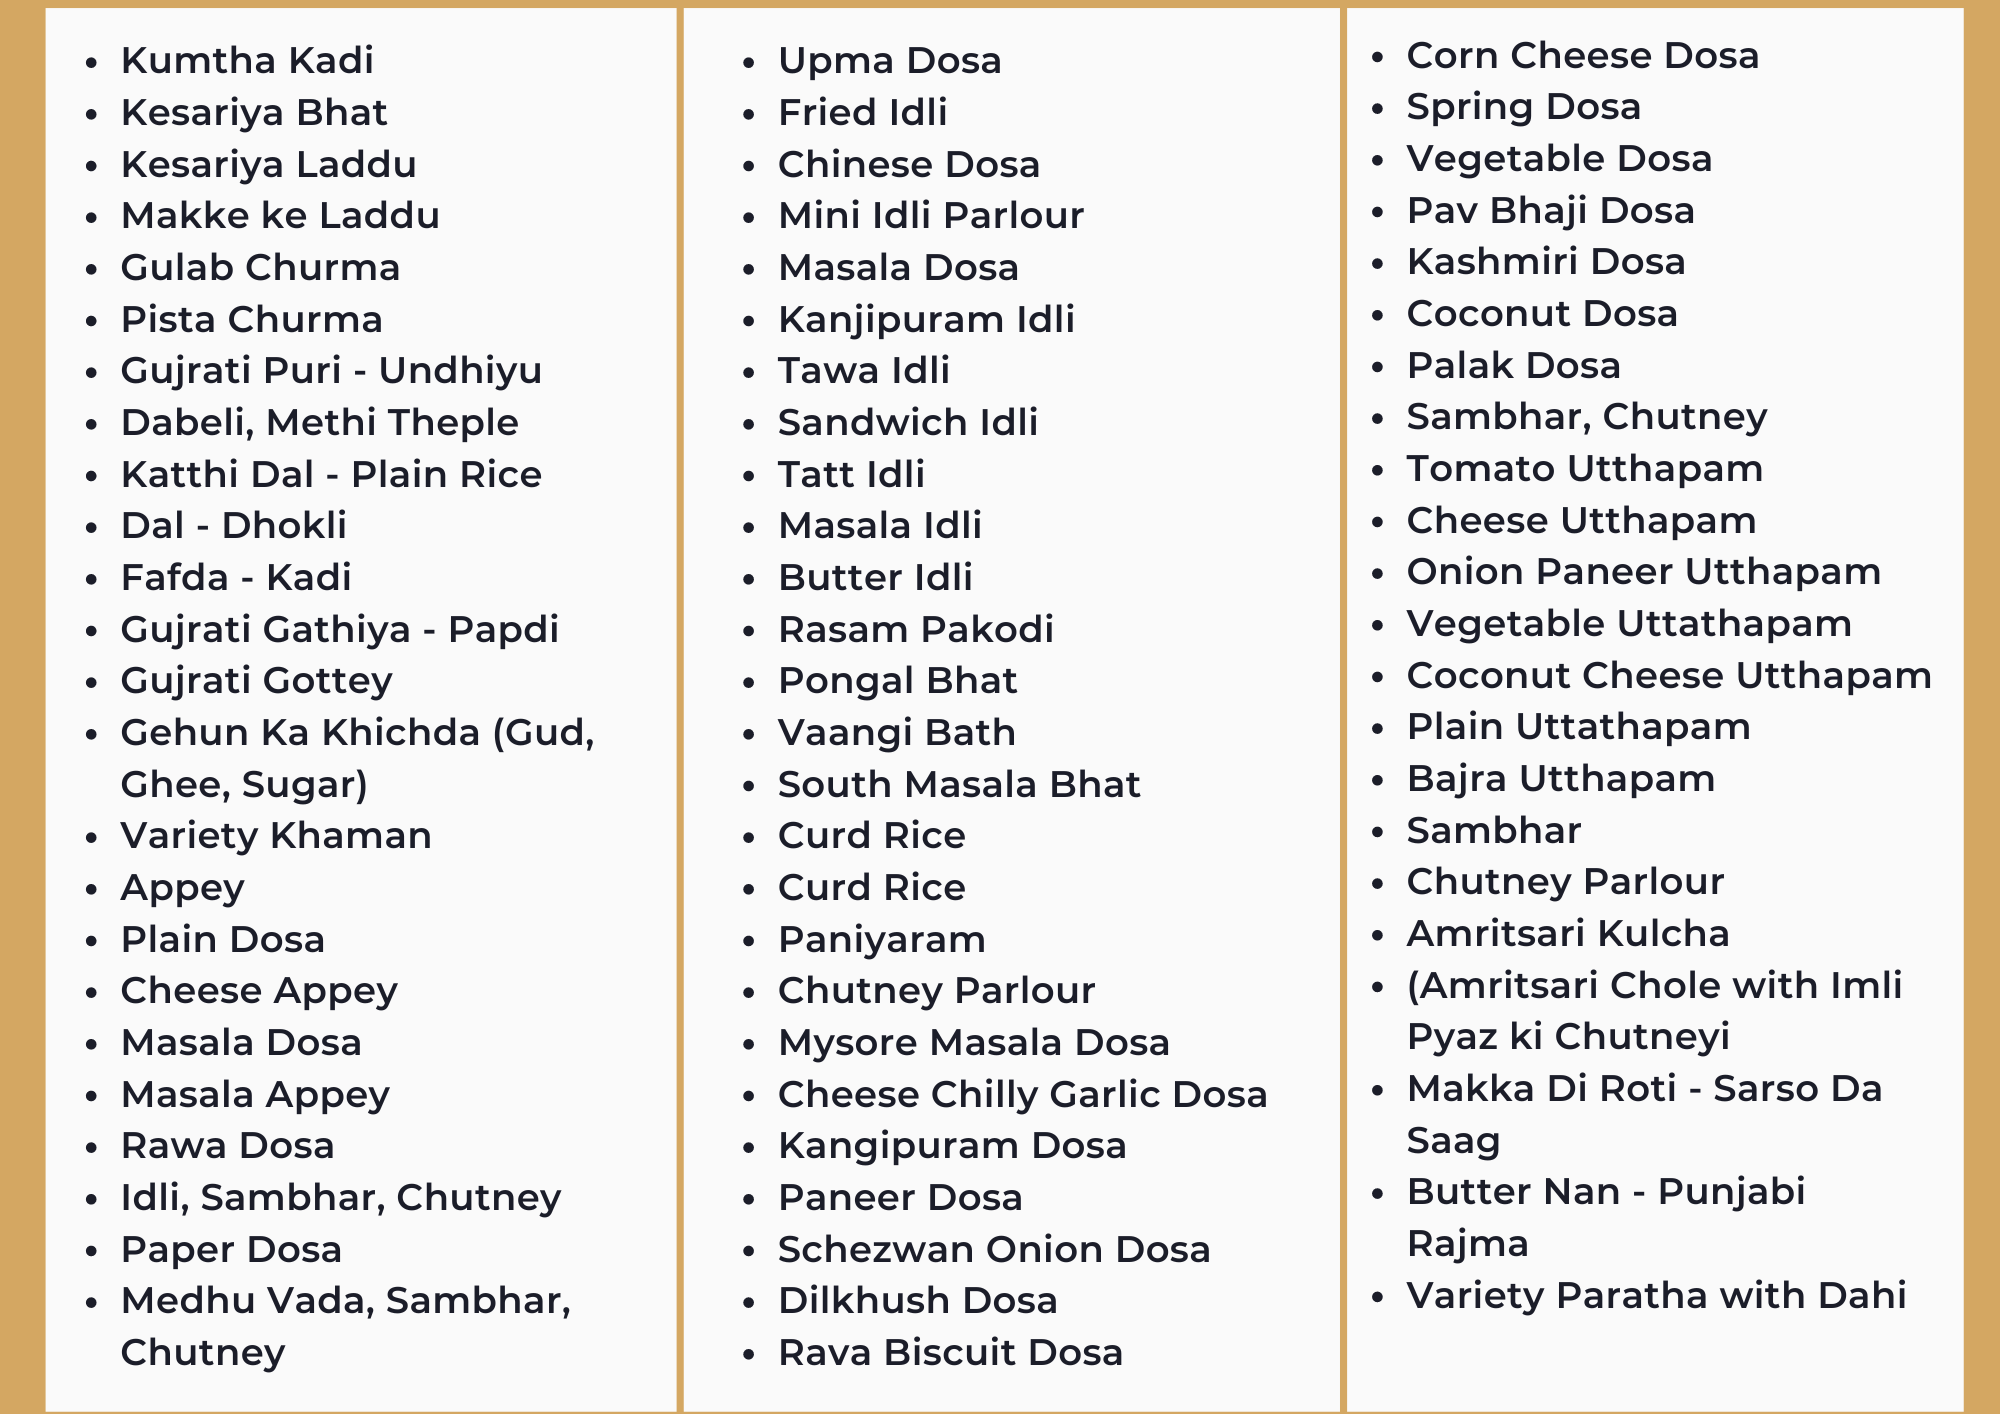 Kumtha Kadi
Kesariya Bhat
Kesariya Laddu
Makke ke Laddu
Gulab Churma
Pista Churma
Gujrati Puri - Undhiyu
Dabeli, Methi Theple
Katthi Dal - Plain Rice
Dal - Dhokli
Fafda - Kadi
Gujrati Gathiya - Papdi
Gujrati Gottey
Gehun Ka Khichda (Gud,
Ghee, Sugar)
Variety Khaman
Appey
Plain Dosa
Cheese Appey
Masala Dosa
Masala Appey
Rawa Dosa
Idli, Sambhar, Chutney
Paper Dosa
Medhu Vada, Sambhar,
Chutney
Upma Dosa
Fried Idli
Chinese Dosa
Mini Idli Parlour
Masala Dosa
Kanjipuram Idli
Tawa Idli
Sandwich Idli
Tatt Idli
Masala Idli
Butter Idli
Rasam Pakodi
Pongal Bhat
Vaangi Bath
South Masala Bhat
Curd Rice
Curd Rice
Paniyaram
Chutney Parlour
Mysore Masala Dosa
Cheese Chilly Garlic Dosa
Kangipuram Dosa
Paneer Dosa
Schezwan Onion Dosa
Dilkhush Dosa
Rava Biscuit Dosa
Corn Cheese Dosa
Spring Dosa
Vegetable Dosa
Pav Bhaji Dosa
Kashmiri Dosa
Coconut Dosa
Palak Dosa
Sambhar, Chutney
Tomato Utthapam
Cheese Utthapam
Onion Paneer Utthapam
Vegetable Uttathapam
Coconut Cheese Utthapam
Plain Uttathapam
Bajra Utthapam
Sambhar
Chutney Parlour
Amritsari Kulcha
(Amritsari Chole with Imli
Pyaz ki Chutneyi
Makka Di Roti - Sarso Da
Saag
Butter Nan - Punjabi
Rajma
Variety Paratha with Dahi